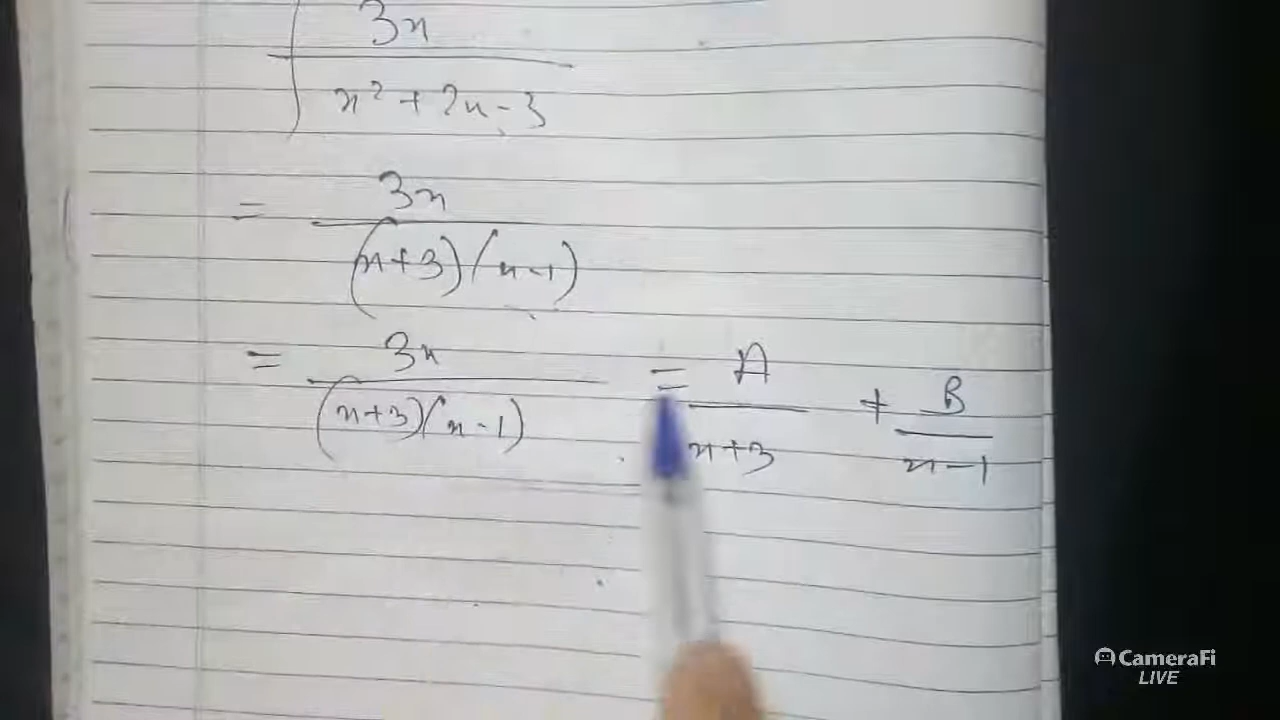 3x
x² + 2x - 3
= 3x
(x+3)(x-1)
= 3x = A + B
(x+3)(x-1) x+3 x-1
CameraFi
LIVE